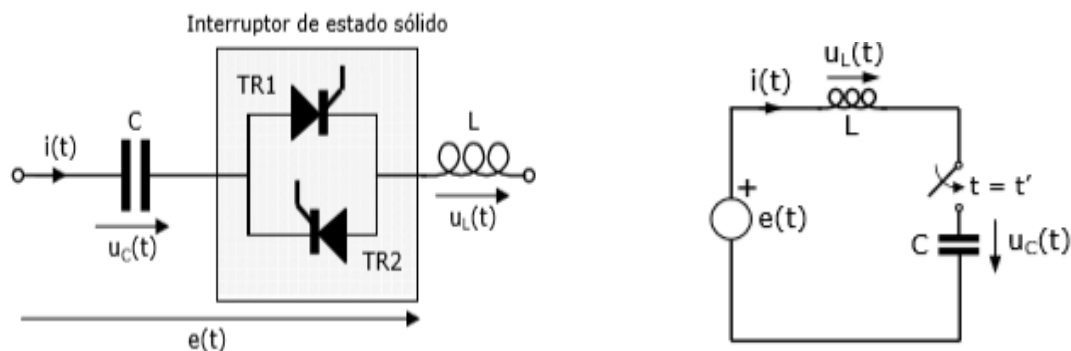 Interruptor de estado sólido
TR1
C
L
i(t)
u_C(t)
u_L(t)
TR2
e(t)
u_L(t)
i(t)
L
t = t'
+
e(t)
C
u_C(t)